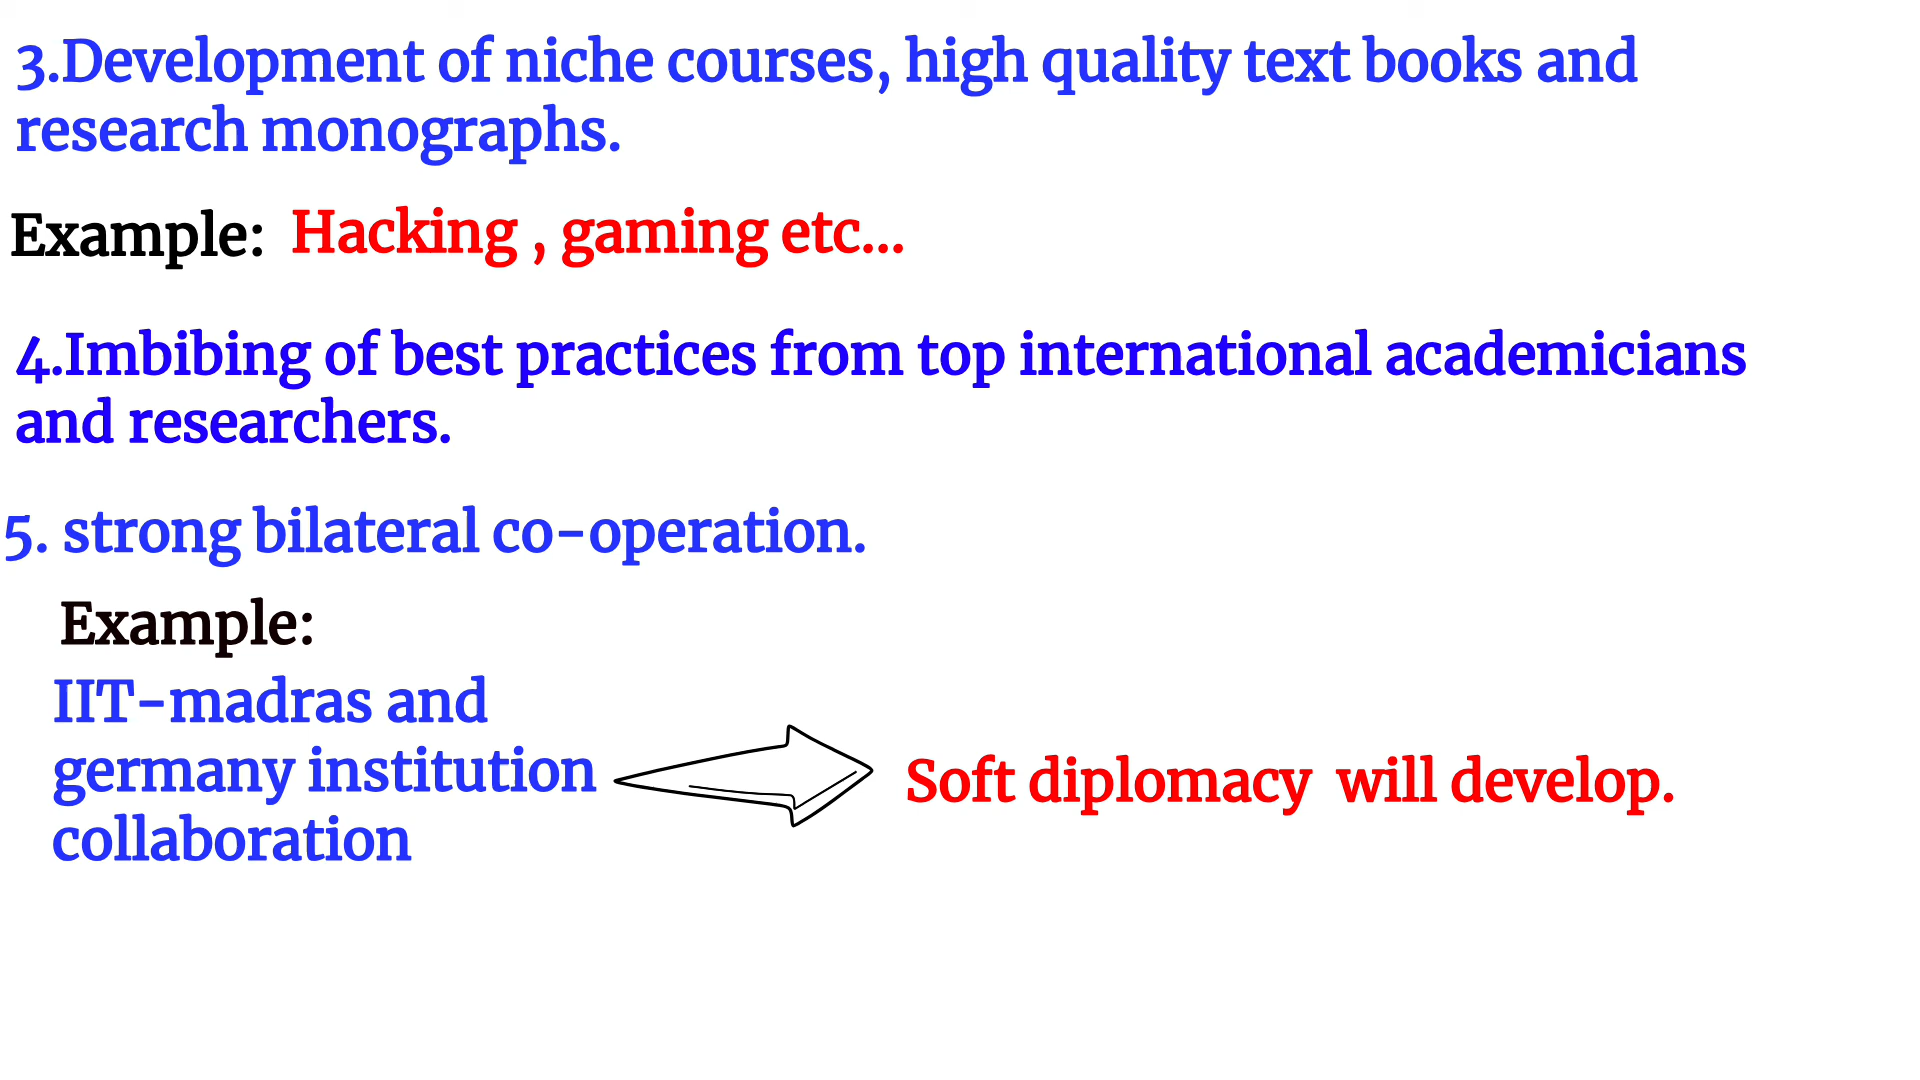 3.Development of niche courses, high quality text books and
research monographs.
Example: Hacking , gaming etc...
4.Imbibing of best practices from top international academicians
and researchers.
5. strong bilateral co-operation.
Example:
IIT-madras and
germany institution
collaboration
Soft diplomacy will develop.